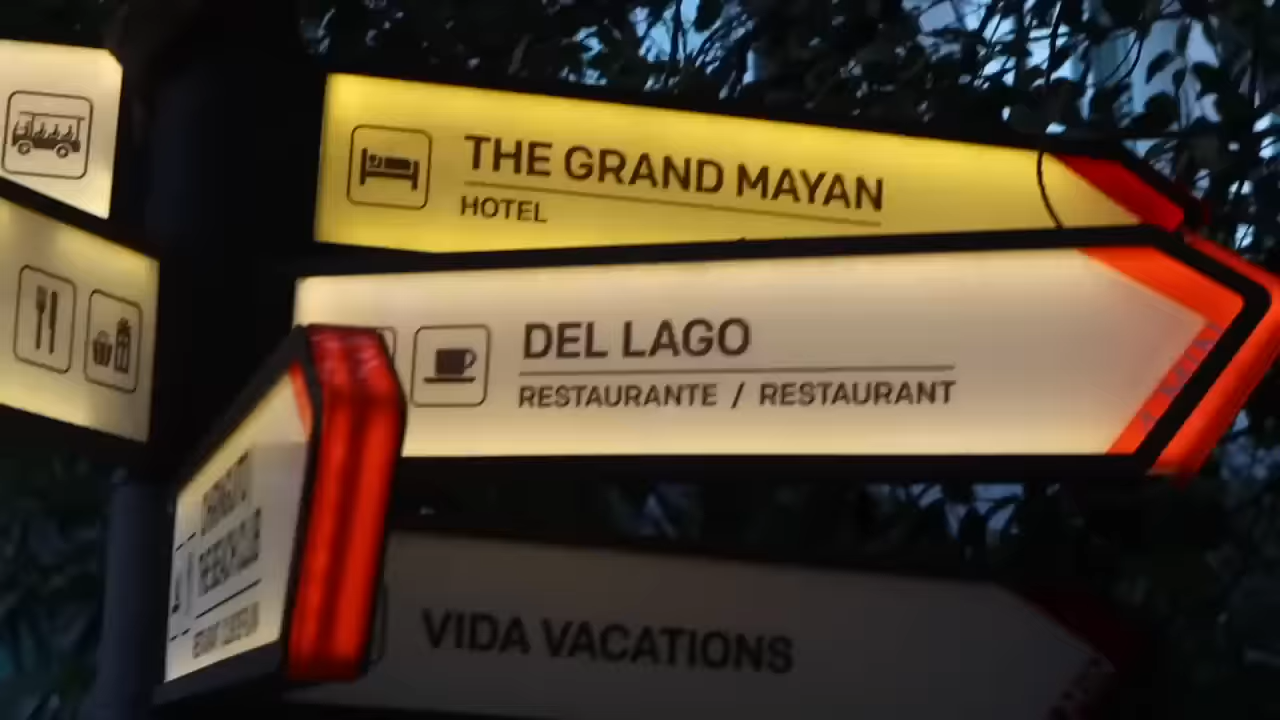 THE GRAND MAYAN
HOTEL
DEL LAGO
RESTAURANTE / RESTAURANT
VIDA VACATIONS